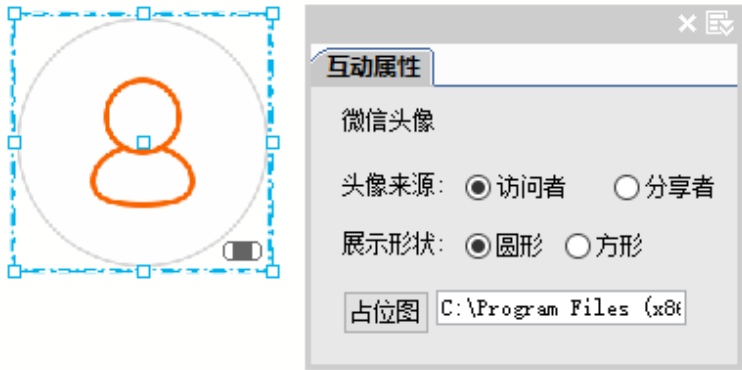 互动属性
微信头像
头像来源: 访问者 分享者
展示形状: 圆形 方形
占位图 C:\Program Files (x8